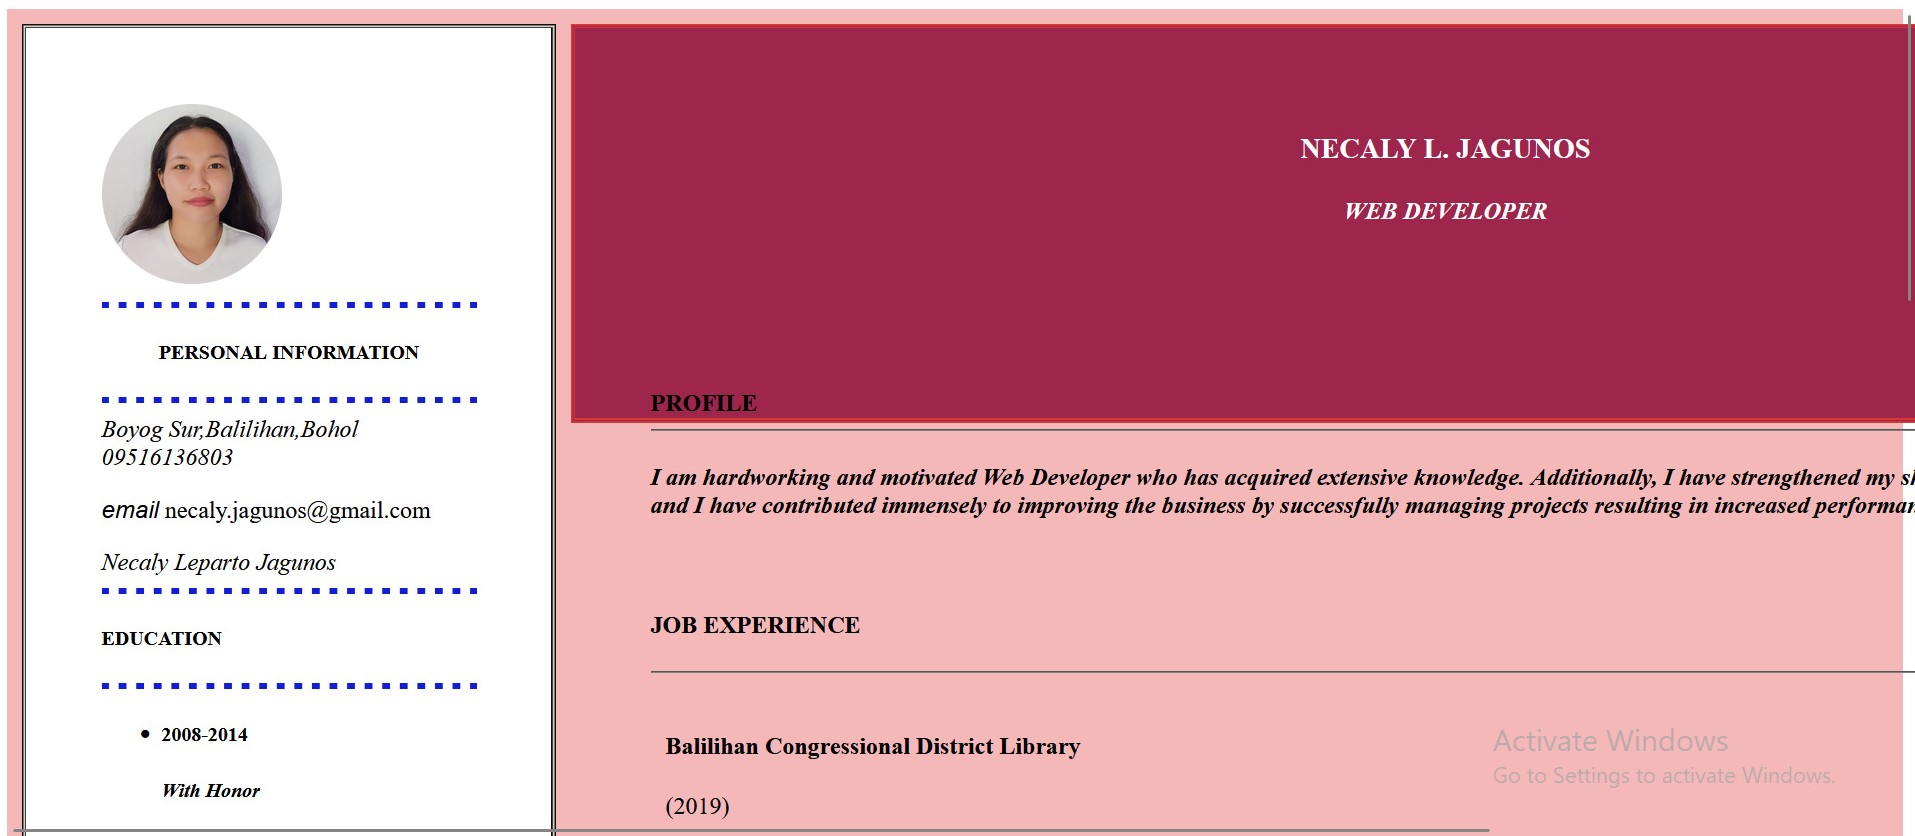 PERSONAL INFORMATION
Boyog Sur,Balilihan,Bohol
09516136803
email necaly.jagunos@gmail.com
Necaly Leparto Jagunos
EDUCATION
2008-2014
With Honor
NECALY L. JAGUNOS
WEB DEVELOPER
PROFILE
I am hardworking and motivated Web Developer who has acquired extensive knowledge. Additionally, I have strengthened my
and I have contributed immensely to improving the business by successfully managing projects resulting in increased
JOB EXPERIENCE
Balilihan Congressional District Library
(2019)
Activate Windows
Go to Settings to activate Windows.